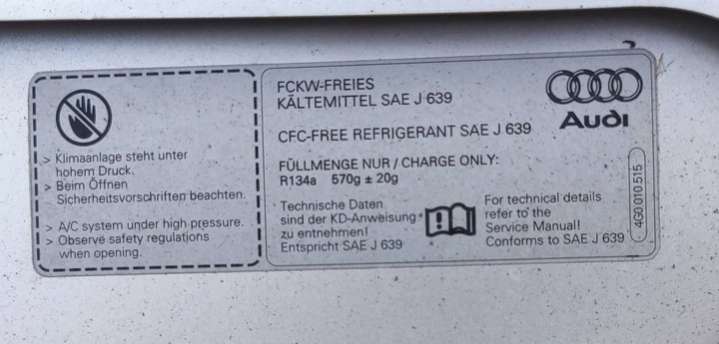 > Klimaanlage steht unter
hohem Druck.
> Beim Öffnen
Sicherheitsvorschriften beachten.
> A/C system under high pressure.
> Observe safety regulations
when opening.
FCKW-FREIES
KÄLTEMITTEL SAE J 639
CFC-FREE REFRIGERANT SAE J 639
FÜLLMENGE NUR / CHARGE ONLY:
R134a 570g ± 20g
Technische Daten
sind der KD-Anweisung
zu entnehmen!
Entspricht SAE J 639
For technical details
refer to the
Service Manual!
Conforms to SAE J 639
Audi
4G0 010 515